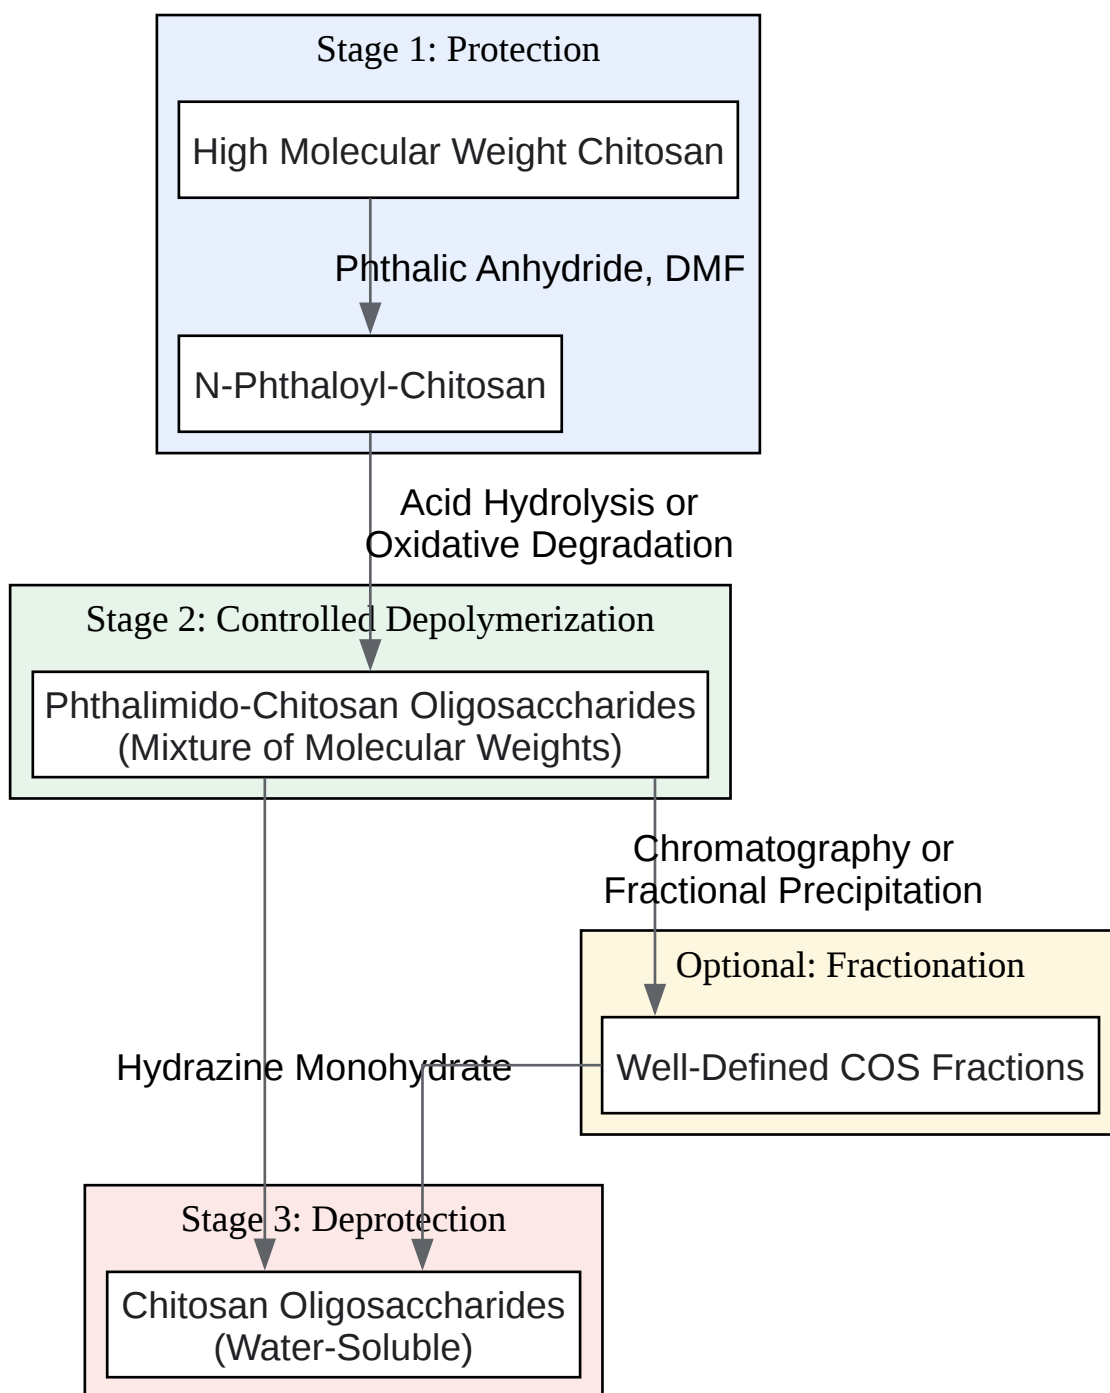 Stage 1: Protection
High Molecular Weight Chitosan
Phthalic Anhydride, DMF
N-Phthaloyl-Chitosan
Acid Hydrolysis or
Oxidative Degradation
Stage 2: Controlled Depolymerization
Phthalimido-Chitosan Oligosaccharides
(Mixture of Molecular Weights)
Chromatography or
Fractional Precipitation
Optional: Fractionation
Hydrazine Monohydrate
Well-Defined COS Fractions
Stage 3: Deprotection
Chitosan Oligosaccharides
(Water-Soluble)